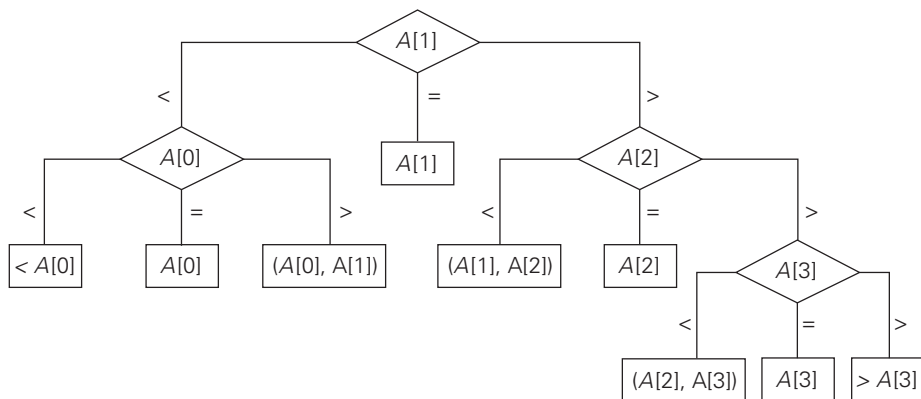 A[1]
< = >
A[0] A[1] A[2]
< = > < = >
< A[0] A[0] (A[0], A[1]) (A[1], A[2]) A[2] A[3]
< = >
(A[2], A[3]) A[3] > A[3]